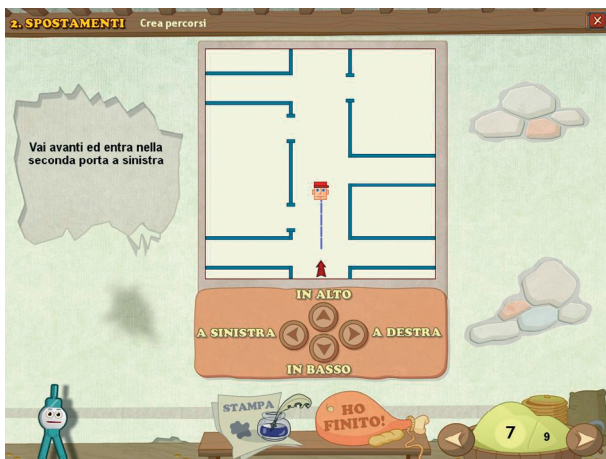 2. SPOSTAMENTI Crea percorsi
Vai avanti ed entra nella
seconda porta a sinistra
IN ALTO
A SINISTRA A DESTRA
IN BASSO
STAMPA
HO
FINITO!
7 9